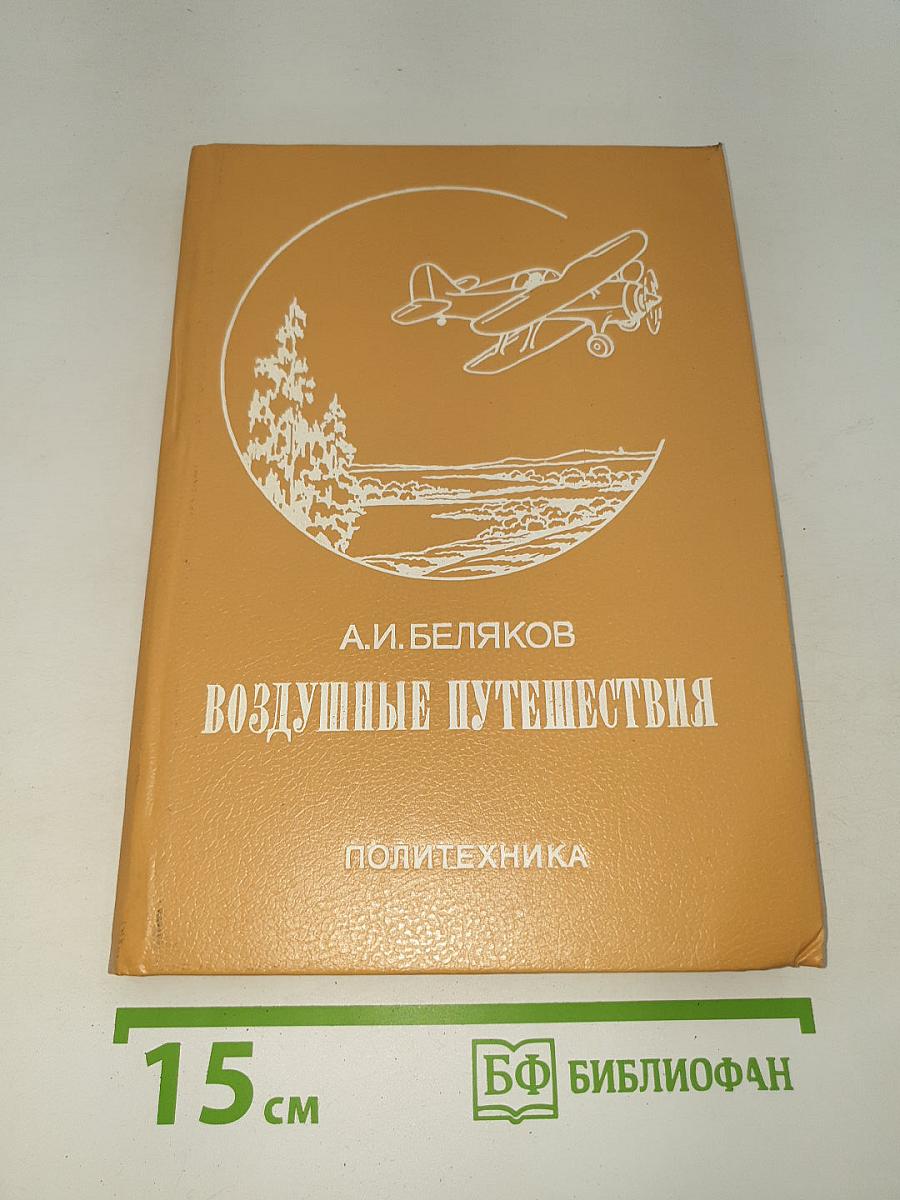 А.И.БЕЛЯКОВ
ВОЗДУШНЫЕ ПУТЕШЕСТВИЯ
ПОЛИТЕХНИКА
15 см
БФ БИБЛИОФАН